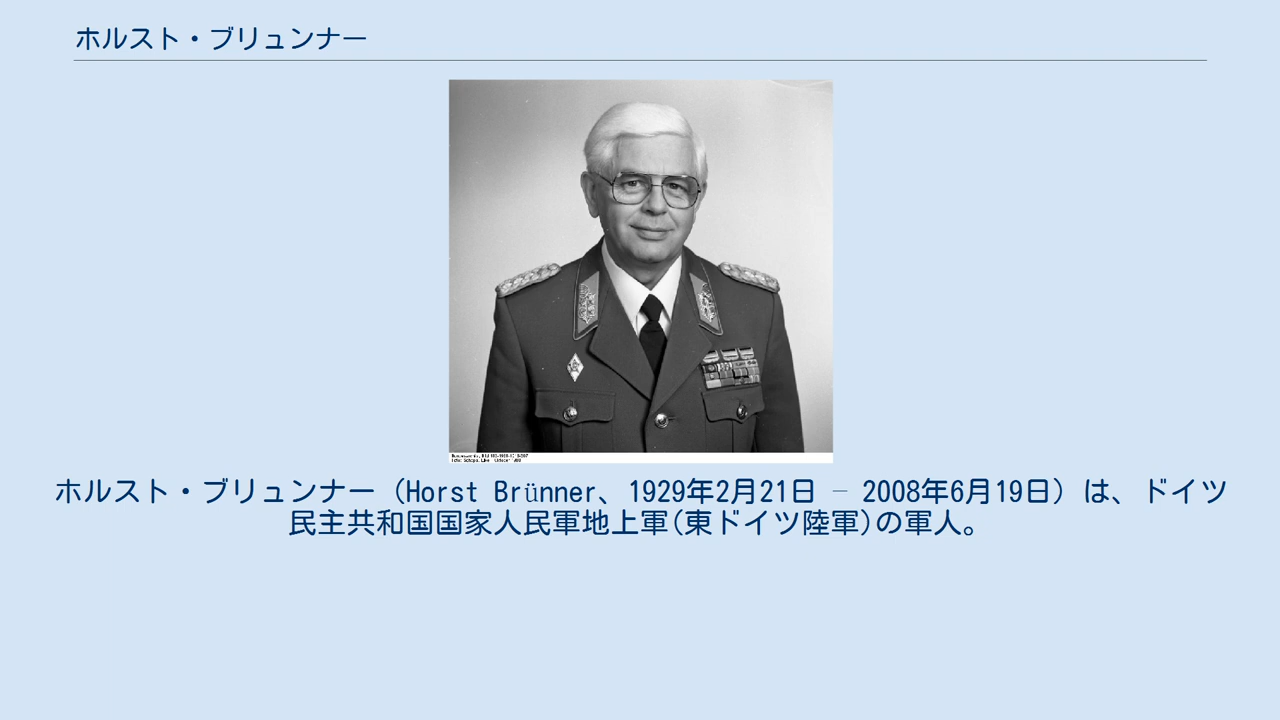 ホルスト・ブリュンナー
ホルスト・ブリュンナー（Horst Brünner、1929年2月21日 – 2008年6月19日）は、ドイツ
民主共和国国家人民軍地上軍(東ドイツ陸軍)の軍人。